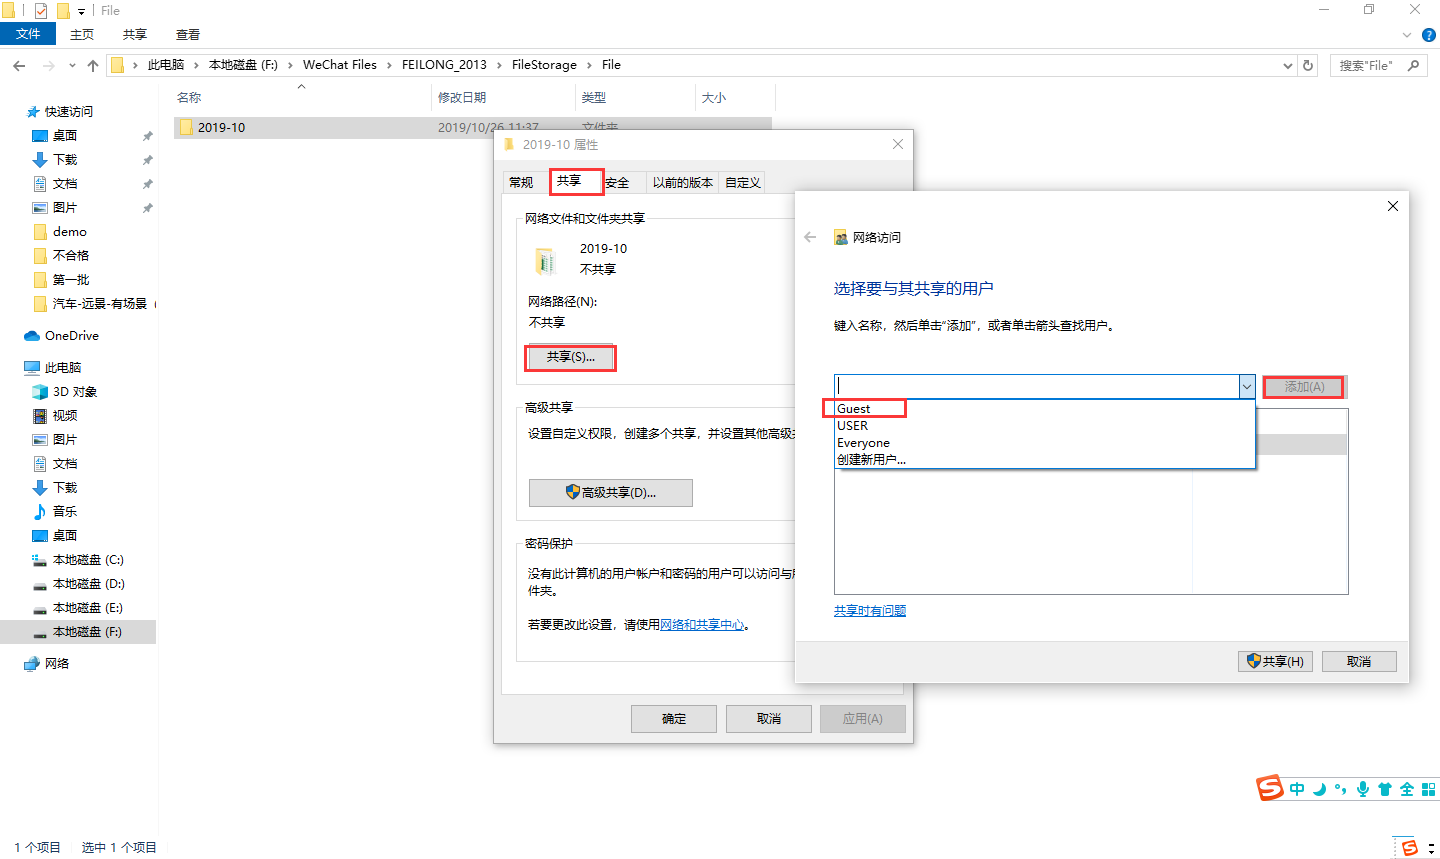 File
文件 主页 共享 查看
此电脑 本地磁盘 (F:) WeChat Files FEILONG_2013 FileStorage File
搜索"File"
快速访问
桌面
下载
文档
图片
demo
不合格
第一批
汽车-远景-有场景 (
OneDrive
此电脑
3D 对象
视频
图片
文档
下载
音乐
桌面
本地磁盘 (C:)
本地磁盘 (D:)
本地磁盘 (E:)
本地磁盘 (F:)
网络
名称 修改日期 类型 大小
2019-10 2019/10/26 11:37 文件夹
2019-10 属性
常规 共享 安全 以前的版本 自定义
网络文件和文件夹共享
2019-10
不共享
网络路径(N):
不共享
共享(S)...
高级共享
设置自定义权限，创建多个共享，并设置其他高级
高级共享(D)...
密码保护
没有此计算机的用户帐户和密码的用户可以访问与
件夹。
若要更改此设置，请使用网络和共享中心。
确定 取消 应用(A)
网络访问
选择要与其共享的用户
键入名称，然后单击“添加”，或者单击箭头查找用户。
添加(A)
Guest
USER
Everyone
创建新用户...
共享时有问题
共享(H) 取消
S 中 全
1 个项目 选中 1 个项目
S